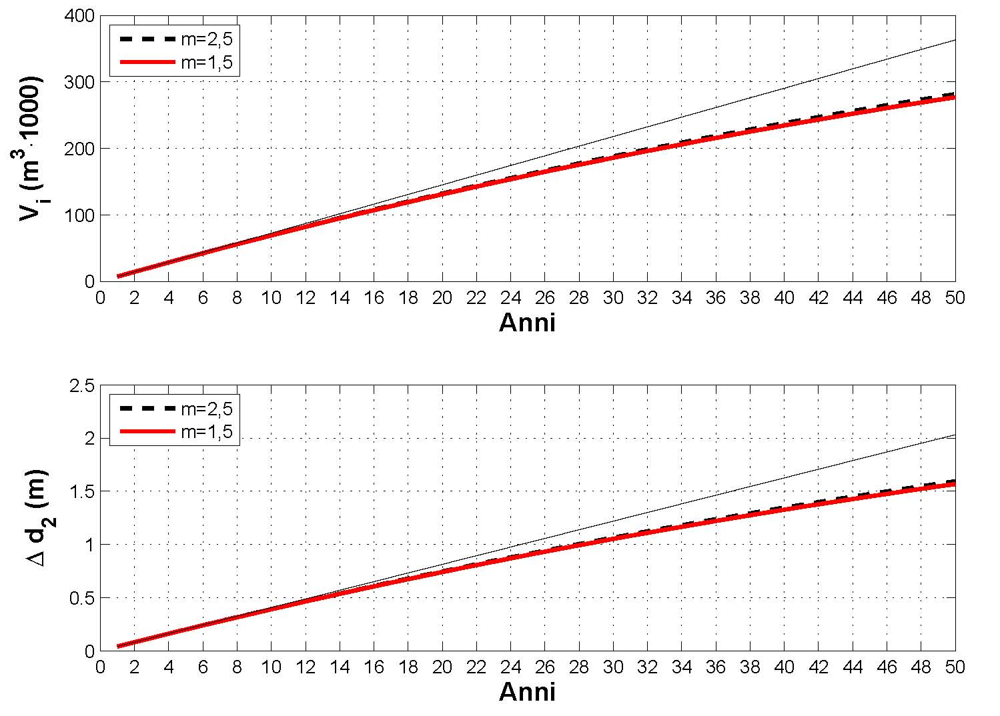 400
300
200
100
0
V_i (m^3·1000)
m=2,5
m=1,5
0 2 4 6 8 10 12 14 16 18 20 22 24 26 28 30 32 34 36 38 40 42 44 46 48 50
Anni
2.5
2
1.5
1
0.5
0
Δ d_2 (m)
m=2,5
m=1,5
0 2 4 6 8 10 12 14 16 18 20 22 24 26 28 30 32 34 36 38 40 42 44 46 48 50
Anni